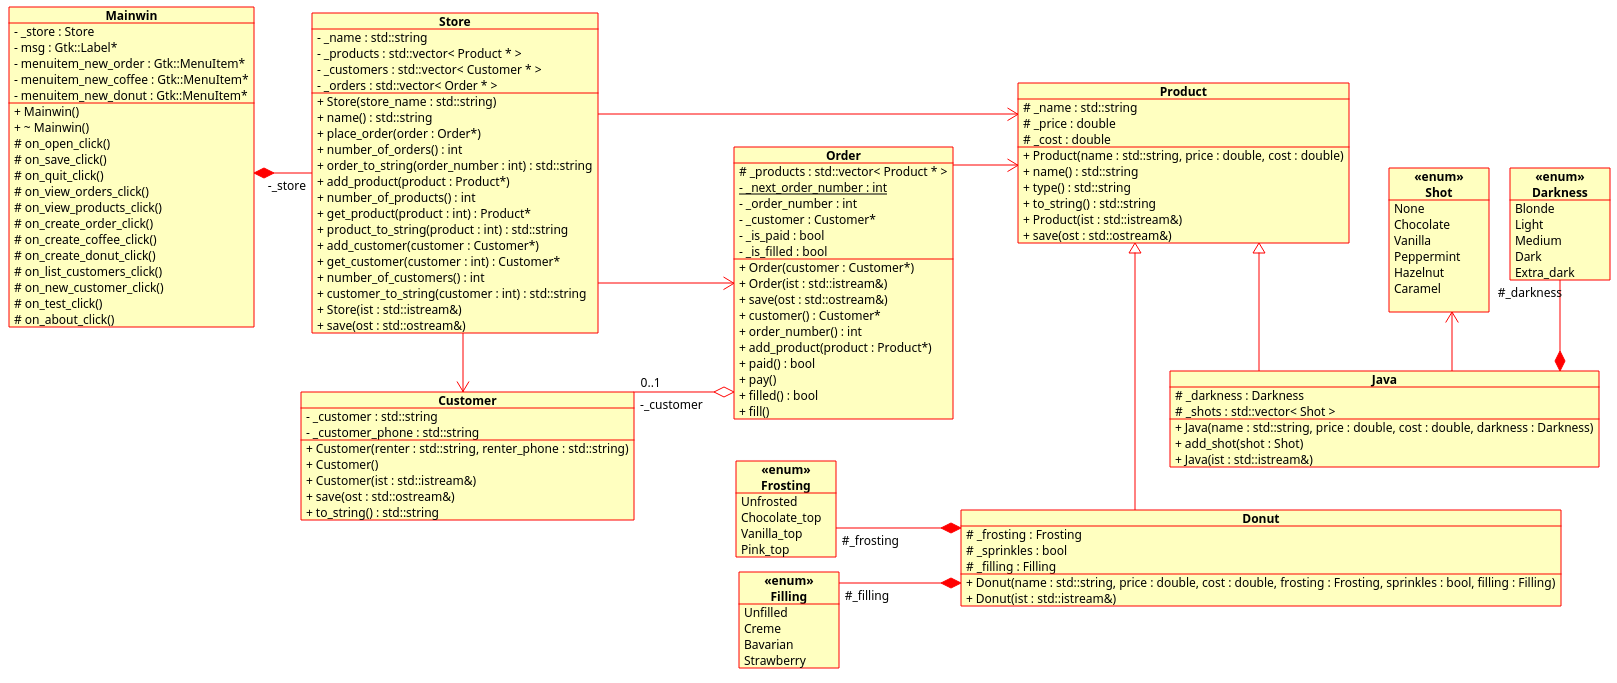 Mainwin
- _store : Store
- msg : Gtk::Label*
- menuitem_new_order : Gtk::MenuItem*
- menuitem_new_coffee : Gtk::MenuItem*
- menuitem_new_donut : Gtk::MenuItem*
+ Mainwin()
+ ~ Mainwin()
# on_open_click()
# on_save_click()
# on_quit_click()
# on_view_orders_click()
# on_view_products_click()
# on_create_order_click()
# on_create_coffee_click()
# on_create_donut_click()
# on_list_customers_click()
# on_new_customer_click()
# on_test_click()
# on_about_click()
-_store
Store
- _name : std::string
- _products : std::vector< Product * >
- _customers : std::vector< Customer * >
- _orders : std::vector< Order * >
+ Store(store_name : std::string)
+ name() : std::string
+ place_order(order : Order*)
+ number_of_orders() : int
+ order_to_string(order_number : int) : std::string
+ add_product(product : Product*)
+ number_of_products() : int
+ get_product(product : int) : Product*
+ product_to_string(product : int) : std::string
+ add_customer(customer : Customer*)
+ get_customer(customer : int) : Customer*
+ number_of_customers() : int
+ customer_to_string(customer : int) : std::string
+ Store(ist : std::istream&)
+ save(ost : std::ostream&)
Customer
- _customer : std::string
- _customer_phone : std::string
+ Customer(renter : std::string, renter_phone : std::string)
+ Customer()
+ Customer(ist : std::istream&)
+ save(ost : std::ostream&)
+ to_string() : std::string
0..1
-_customer
Order
# _products : std::vector< Product * >
- _next_order_number : int
- _order_number : int
- _customer : Customer*
- _is_paid : bool
- _is_filled : bool
+ Order(customer : Customer*)
+ Order(ist : std::istream&)
+ save(ost : std::ostream&)
+ customer() : Customer*
+ order_number() : int
+ add_product(product : Product*)
+ paid() : bool
+ pay()
+ filled() : bool
+ fill()
Product
# _name : std::string
# _price : double
# _cost : double
+ Product(name : std::string, price : double, cost : double)
+ name() : std::string
+ type() : std::string
+ to_string() : std::string
+ Product(ist : std::istream&)
+ save(ost : std::ostream&)
«enum»
Shot
None
Chocolate
Vanilla
Peppermint
Hazelnut
Caramel
«enum»
Darkness
Blonde
Light
Medium
Dark
Extra_dark
#_darkness
Java
# _darkness : Darkness
# _shots : std::vector< Shot >
+ Java(name : std::string, price : double, cost : double, darkness : Darkness)
+ add_shot(shot : Shot)
+ Java(ist : std::istream&)
«enum»
Frosting
Unfrosted
Chocolate_top
Vanilla_top
Pink_top
#_frosting
«enum»
Filling
Unfilled
Creme
Bavarian
Strawberry
#_filling
Donut
# _frosting : Frosting
# _sprinkles : bool
# _filling : Filling
+ Donut(name : std::string, price : double, cost : double, frosting : Frosting, sprinkles : bool, filling : Filling)
+ Donut(ist : std::istream&)